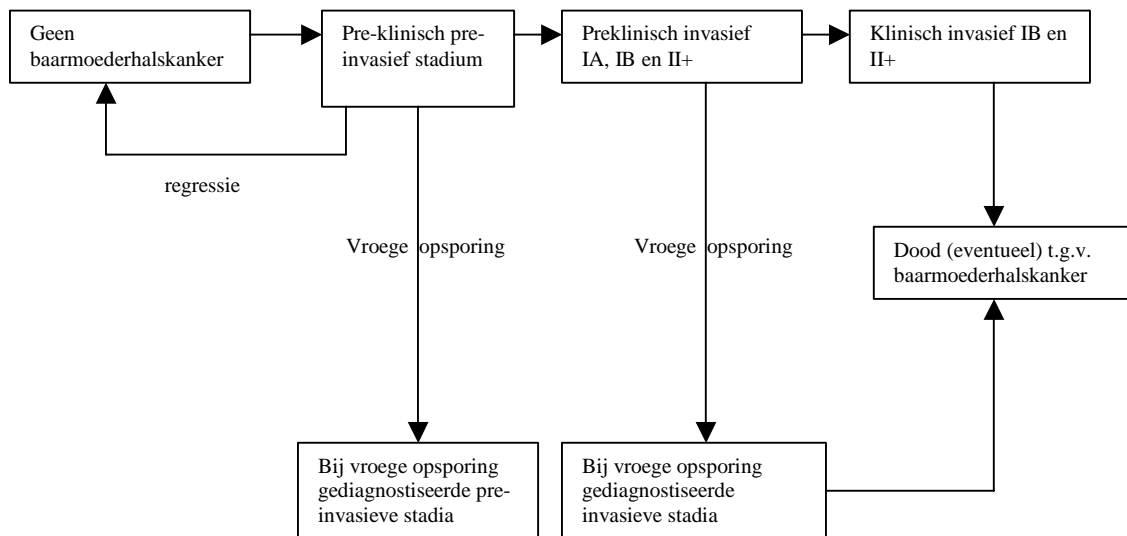 Geen
baarmoederhalskanker
Pre-klinisch pre-
invasief stadium
Preklinisch invasief
IA, IB en II+
Klinisch invasief IB en
II+
regressie
Vroege opsporing
Vroege opsporing
Dood (eventueel) t.g.v.
baarmoederhalskanker
Bij vroege opsporing
gediagnostiseerde pre-
invasieve stadia
Bij vroege opsporing
gediagnostiseerde
invasieve stadia